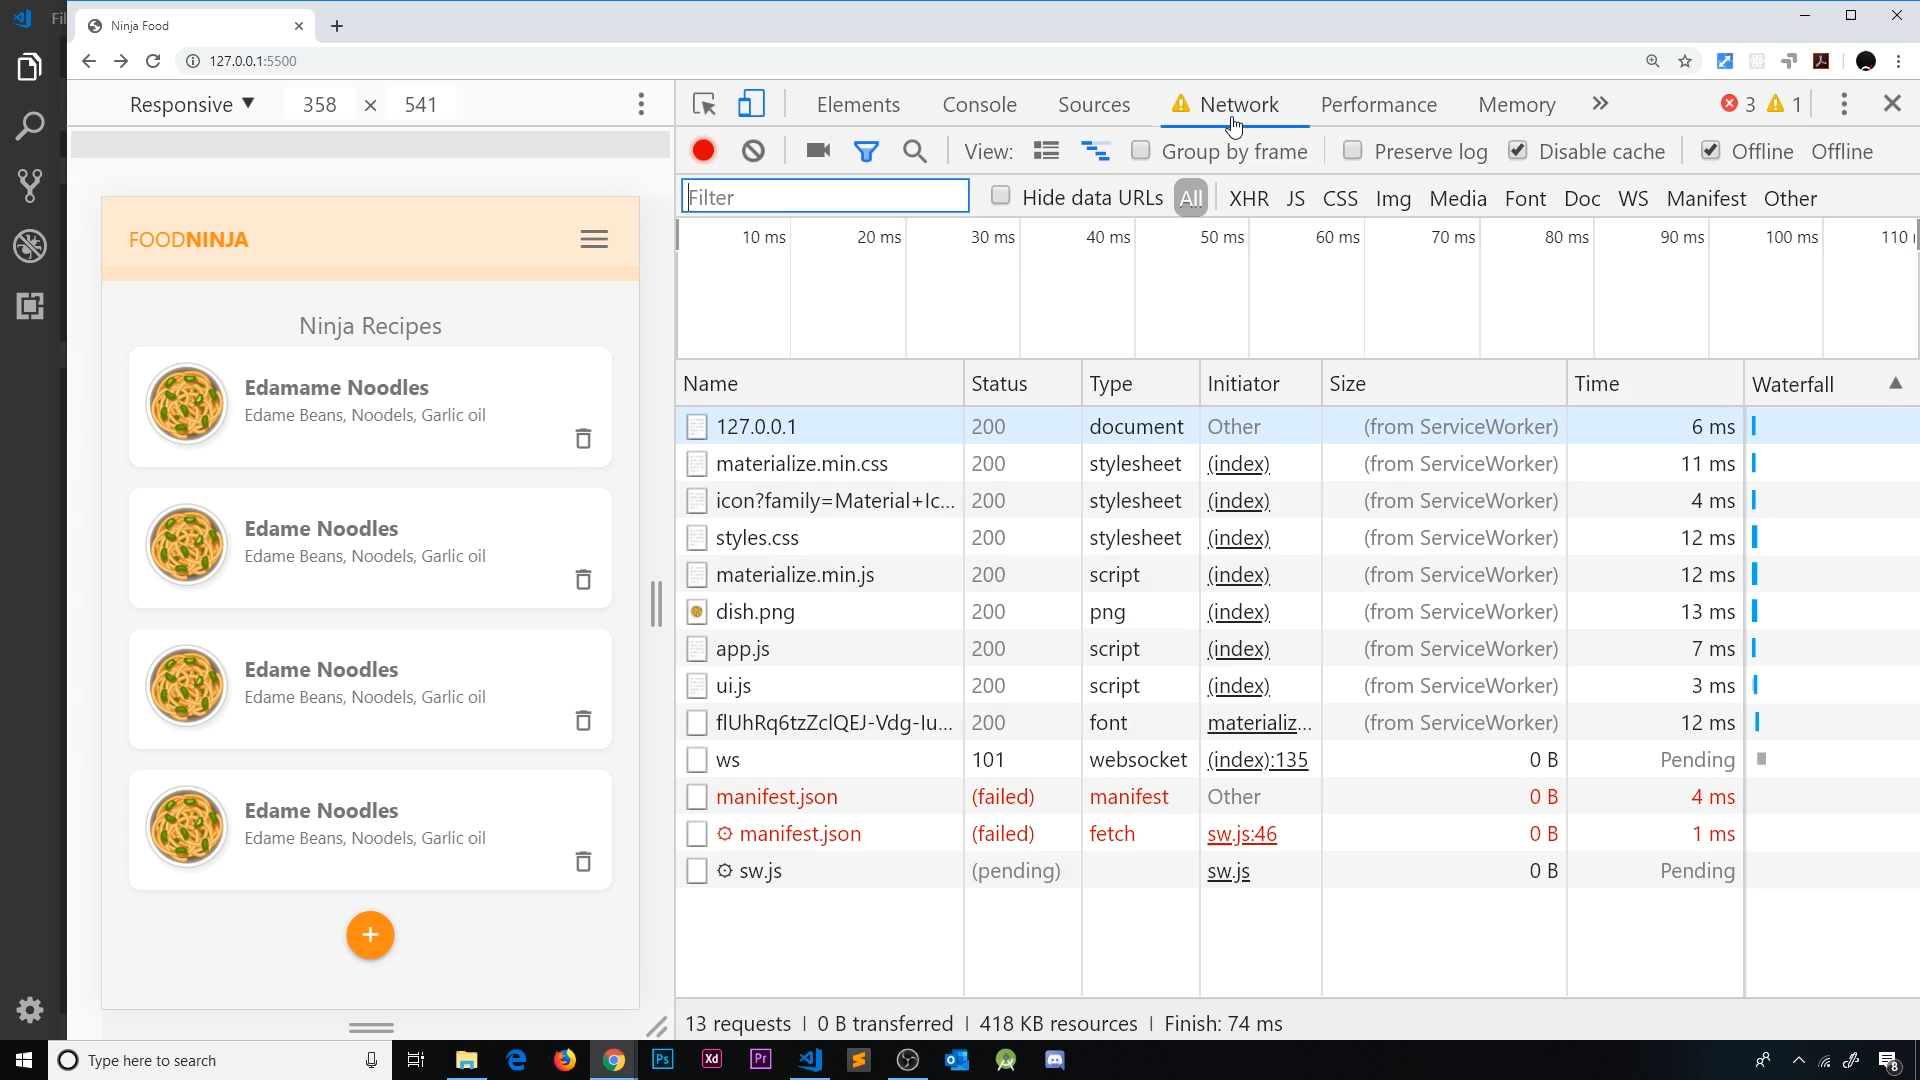 Fil
Ninja Food
127.0.0.1:5500
Responsive ▼ 358 × 541
Elements Console Sources Network Performance Memory » 3 1
View: Group by frame Preserve log Disable cache Offline Offline
Filter Hide data URLs All XHR JS CSS Img Media Font Doc WS Manifest Other
10 ms 20 ms 30 ms 40 ms 50 ms 60 ms 70 ms 80 ms 90 ms 100 ms 110
FOODNINJA
Ninja Recipes
Edamame Noodles
Edame Beans, Noodels, Garlic oil
Edame Noodles
Edame Beans, Noodels, Garlic oil
Edame Noodles
Edame Beans, Noodels, Garlic oil
Edame Noodles
Edame Beans, Noodels, Garlic oil
+
Name Status Type Initiator Size Time Waterfall ▲
127.0.0.1 200 document Other (from ServiceWorker) 6 ms
materialize.min.css 200 stylesheet (index) (from ServiceWorker) 11 ms
icon?family=Material+Ic... 200 stylesheet (index) (from ServiceWorker) 4 ms
styles.css 200 stylesheet (index) (from ServiceWorker) 12 ms
materialize.min.js 200 script (index) (from ServiceWorker) 12 ms
dish.png 200 png (index) (from ServiceWorker) 13 ms
app.js 200 script (index) (from ServiceWorker) 7 ms
ui.js 200 script (index) (from ServiceWorker) 3 ms
flUhRq6tzZclQEJ-Vdg-Iu... 200 font materializ... (from ServiceWorker) 12 ms
ws 101 websocket (index):135 0 B Pending
manifest.json (failed) manifest Other 0 B 4 ms
manifest.json (failed) fetch sw.js:46 0 B 1 ms
sw.js (pending) sw.js 0 B Pending
13 requests | 0 B transferred | 418 KB resources | Finish: 74 ms
Type here to search Ps Xd Pr 8